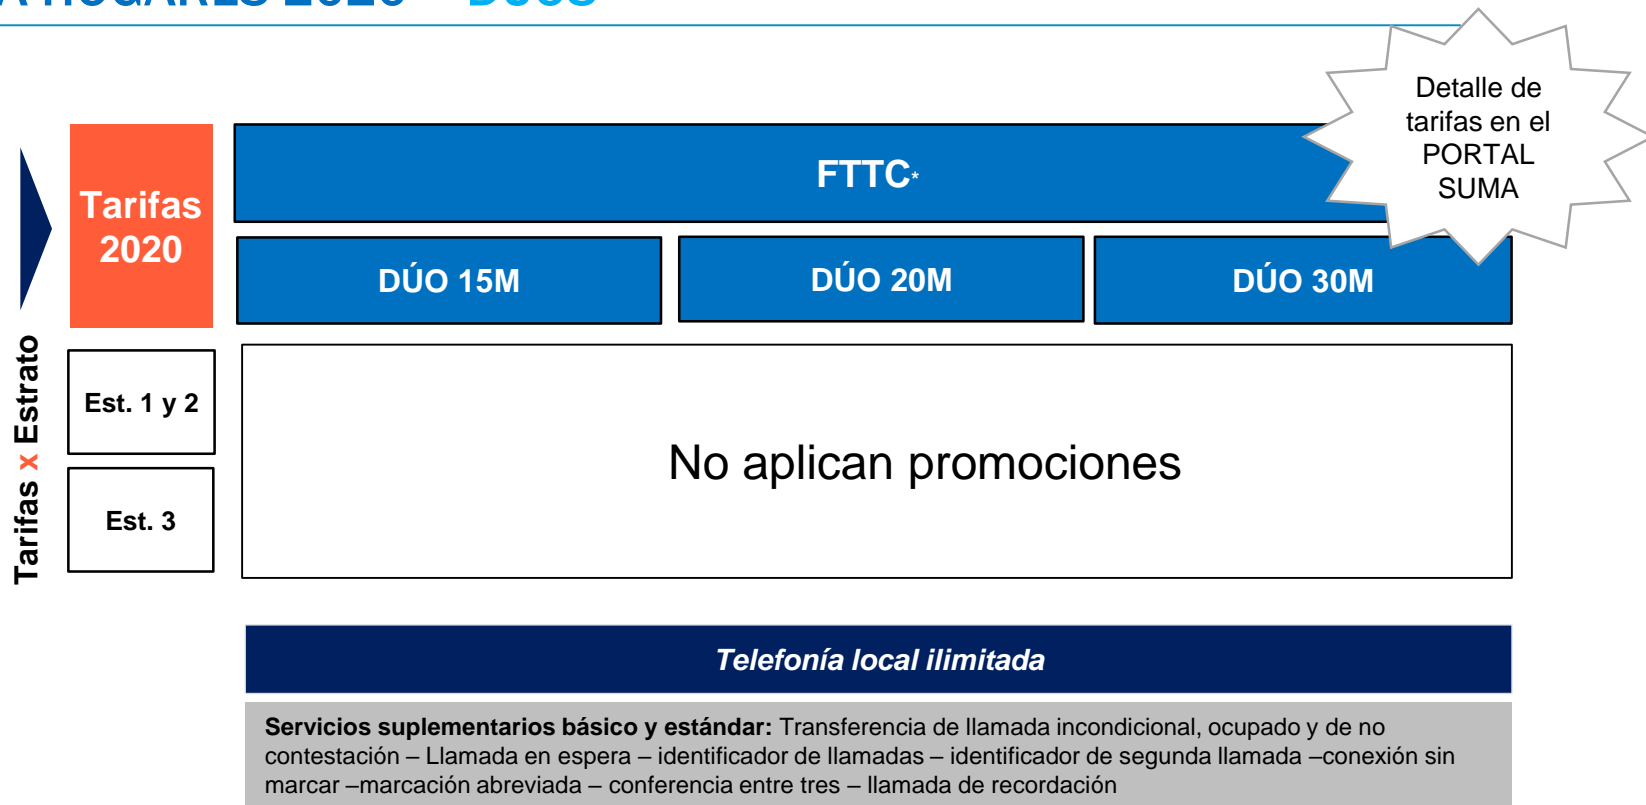 A HOGARES 2020 DÚOS
Detalle de
tarifas en el
PORTAL
SUMA
Tarifas
2020
FTTC*
DÚO 15M
DÚO 20M
DÚO 30M
Tarifas x Estrato
Est. 1 y 2
Est. 3
No aplican promociones
Telefonía local ilimitada
Servicios suplementarios básico y estándar: Transferencia de llamada incondicional, ocupado y de no
contestación – Llamada en espera – identificador de llamadas – identificador de segunda llamada –conexión sin
marcar –marcación abreviada – conferencia entre tres – llamada de recordación